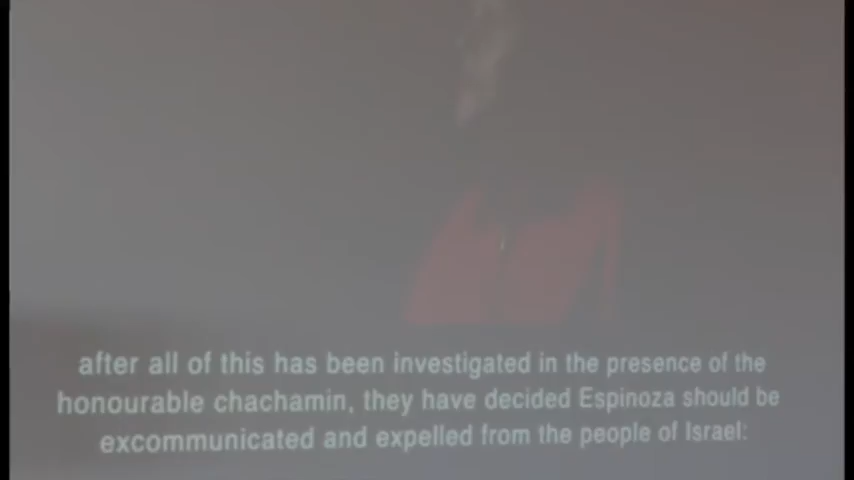 after all of this has been investigated in the presence of the
honourable chachamin, they have decided Espinoza should be
excommunicated and expelled from the people of Israel: